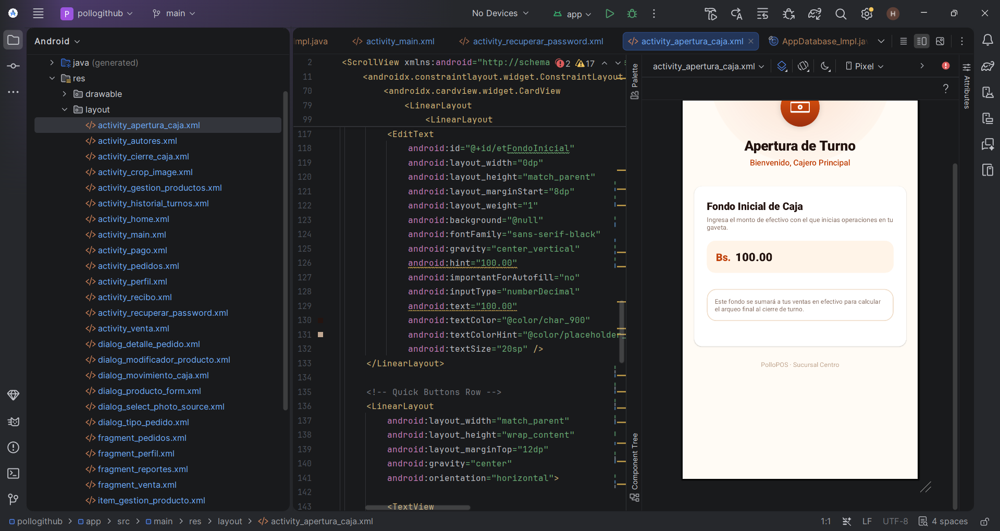 P pollogithub
main
No Devices
app
H
Android
Impl.java
activity_main.xml
activity_recuperar_password.xml
activity_apertura_caja.xml
AppDatabase_Impl.ja
java (generated)
res
drawable
layout
activity_apertura_caja.xml
activity_autores.xml
activity_cierre_caja.xml
activity_crop_image.xml
activity_gestion_productos.xml
activity_historial_turnos.xml
activity_home.xml
activity_main.xml
activity_pago.xml
activity_pedidos.xml
activity_perfil.xml
activity_recibo.xml
activity_recuperar_password.xml
activity_venta.xml
dialog_detalle_pedido.xml
dialog_modificador_producto.xml
dialog_movimiento_caja.xml
dialog_producto_form.xml
dialog_select_photo_source.xml
dialog_tipo_pedido.xml
fragment_pedidos.xml
fragment_perfil.xml
fragment_reportes.xml
fragment_venta.xml
item_gestion_producto.xml
2 <ScrollView xmlns:android="http://schema 2 17
11 <androidx.constraintlayout.widget.ConstraintLayout
70 <androidx.cardview.widget.CardView
79 <LinearLayout
99 <LinearLayout
117 <EditText
118 android:id="@+id/etFondoInicial"
119 android:layout_width="0dp"
120 android:layout_height="match_parent"
121 android:layout_marginStart="8dp"
122 android:layout_weight="1"
123 android:background="@null"
124 android:fontFamily="sans-serif-black"
125 android:gravity="center_vertical"
126 android:hint="100.00"
127 android:importantForAutofill="no"
128 android:inputType="numberDecimal"
129 android:text="100.00"
130 android:textColor="@color/char_900"
131 android:textColorHint="@color/placeholder_
132 android:textSize="20sp" />
133 </LinearLayout>
134
135 <!-- Quick Buttons Row -->
136 <LinearLayout
137 android:layout_width="match_parent"
138 android:layout_height="wrap_content"
139 android:layout_marginTop="12dp"
140 android:gravity="center"
141 android:orientation="horizontal">
142
143 <TextView
Palette
Component Tree
activity_apertura_caja.xml
Pixel
?
Attributes
Apertura de Turno
Bienvenido, Cajero Principal
Fondo Inicial de Caja
Ingresa el monto de efectivo con el que inicias operaciones en tu
gaveta.
Bs. 100.00
Este fondo se sumará a tus ventas en efectivo para calcular
el arqueo final al cierre de turno.
PolloPOS · Sucursal Centro
pollogithub > app > src > main > res > layout > activity_apertura_caja.xml
1:1
LF
UTF-8
4 spaces